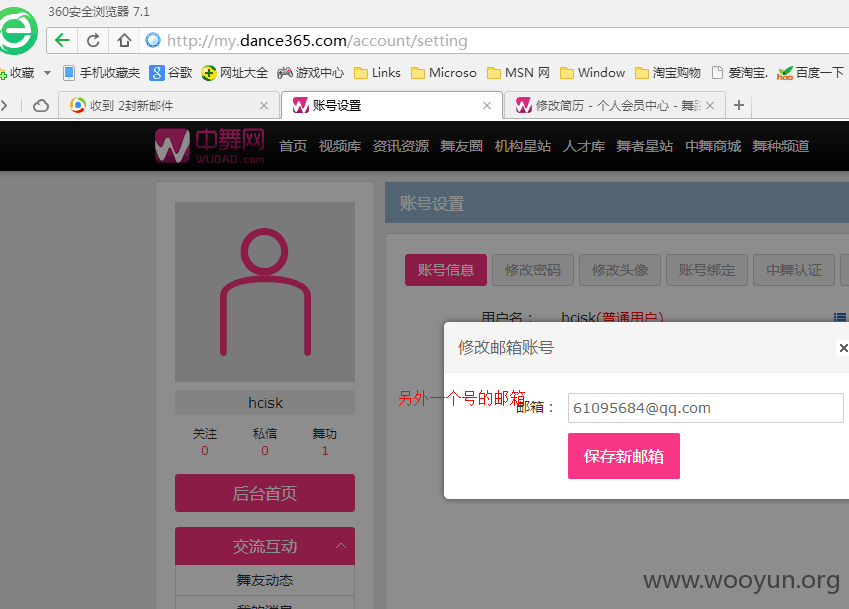 360安全浏览器 7.1
http://my.dance365.com/account/setting
收藏 手机收藏夹 谷歌 网址大全 游戏中心 Links Microso MSN 网 Window 淘宝购物 爱淘宝. 百度一下
收到 2封新邮件 账号设置 修改简历 - 个人会员中心 - 舞蹈
中舞网 WUDAO.com 首页 视频库 资讯资源 舞友圈 机构星站 人才库 舞者星站 中舞商城 舞种频道
账号设置
账号信息 修改密码 修改头像 账号绑定 中舞认证
用户名: hcisk(普通用户)
修改邮箱账号
另外一个号的邮箱
邮箱: 61095684@qq.com
保存新邮箱
hcisk
关注 私信 舞功
0 0 1
后台首页
交流互动
舞友动态
我的消息
www.wooyun.org